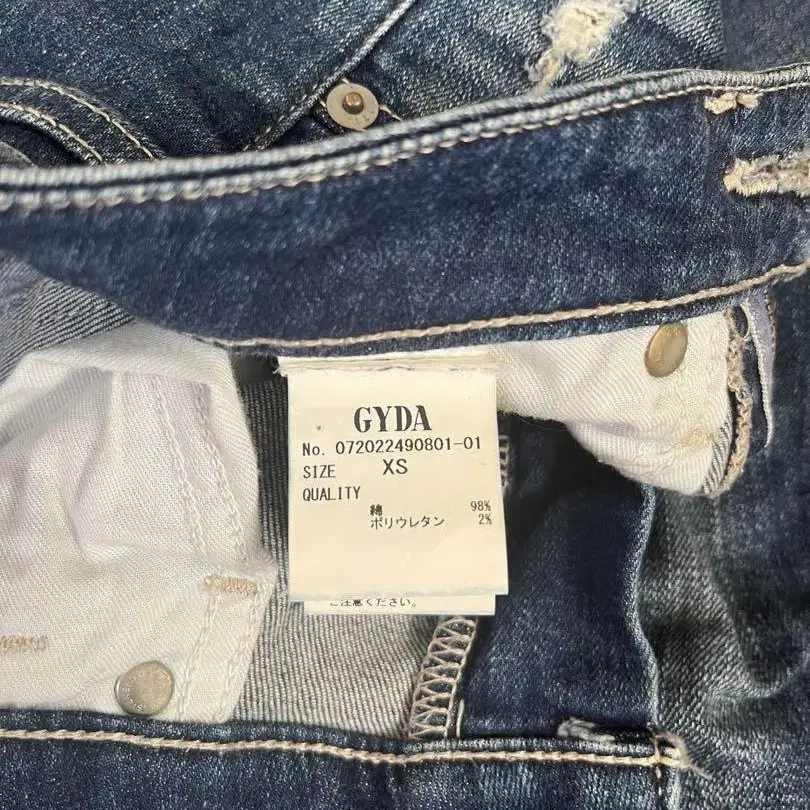 GYDA
No. 072022490801-01
SIZE XS
QUALITY
綿 98%
ポリウレタン 2%
ご注意ください。